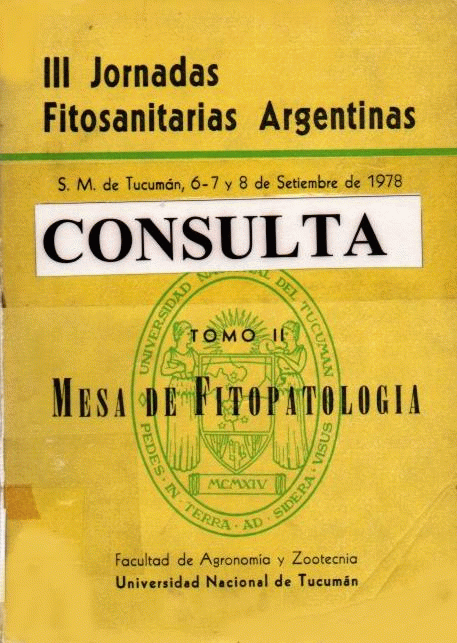 III Jornadas
Fitosanitarias Argentinas
S. M. de Tucumán, 6-7 y 8 de Setiembre de 1978
CONSULTA
UNIVERSIDAD NACIONAL DEL TUCUMAN
TOMO II
MESA DE FITOPATOLOGIA
MCMXIV
PEDES · IN · TERRA · AD · SIDERA · VISUS
Facultad de Agronomía y Zootecnia
Universidad Nacional de Tucumán